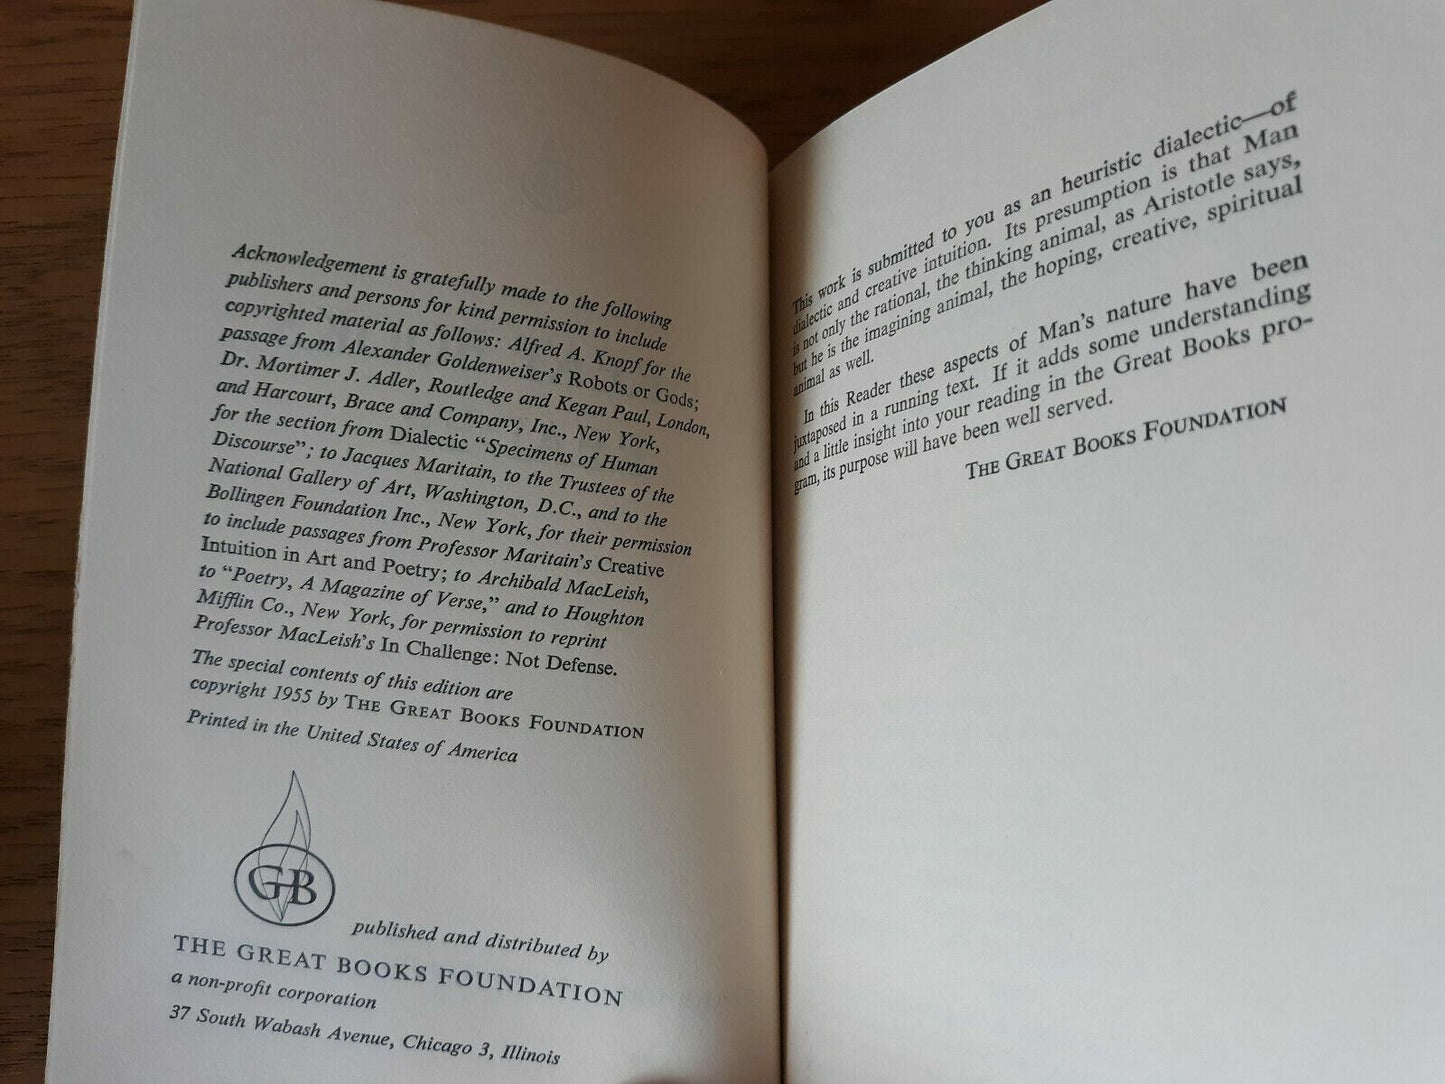 Acknowledgement is gratefully made to the following
publishers and persons for kind permission to include
copyrighted material as follows: Alfred A. Knopf for the
passage from Alexander Goldenweiser's Robots or Gods;
Dr. Mortimer J. Adler, Routledge and Kegan Paul, London,
and Harcourt, Brace and Company, Inc., New York,
for the section from Dialectic "Specimens of Human
Discourse"; to Jacques Maritain, to the Trustees of the
National Gallery of Art, Washington, D.C., and to the
Bollingen Foundation Inc., New York, for their permission
to include passages from Professor Maritain's Creative
Intuition in Art and Poetry; to Archibald MacLeish,
to "Poetry, A Magazine of Verse," and to Houghton
Mifflin Co., New York, for permission to reprint
Professor MacLeish's In Challenge: Not Defense.
The special contents of this edition are
copyright 1955 by THE GREAT BOOKS FOUNDATION
Printed in the United States of America
GB
published and distributed by
THE GREAT BOOKS FOUNDATION
a non-profit corporation
37 South Wabash Avenue, Chicago 3, Illinois
This work is submitted to you as an heuristic dialectic—of
dialectic and creative intuition. Its presumption is that Man
is not only the rational, the thinking animal, as Aristotle says,
but he is the imagining animal, the hoping, creative, spiritual
animal as well.
In this Reader these aspects of Man's nature have been
juxtaposed in a running text. If it adds some understanding
and a little insight into your reading in the Great Books pro-
gram, its purpose will have been well served.
THE GREAT BOOKS FOUNDATION